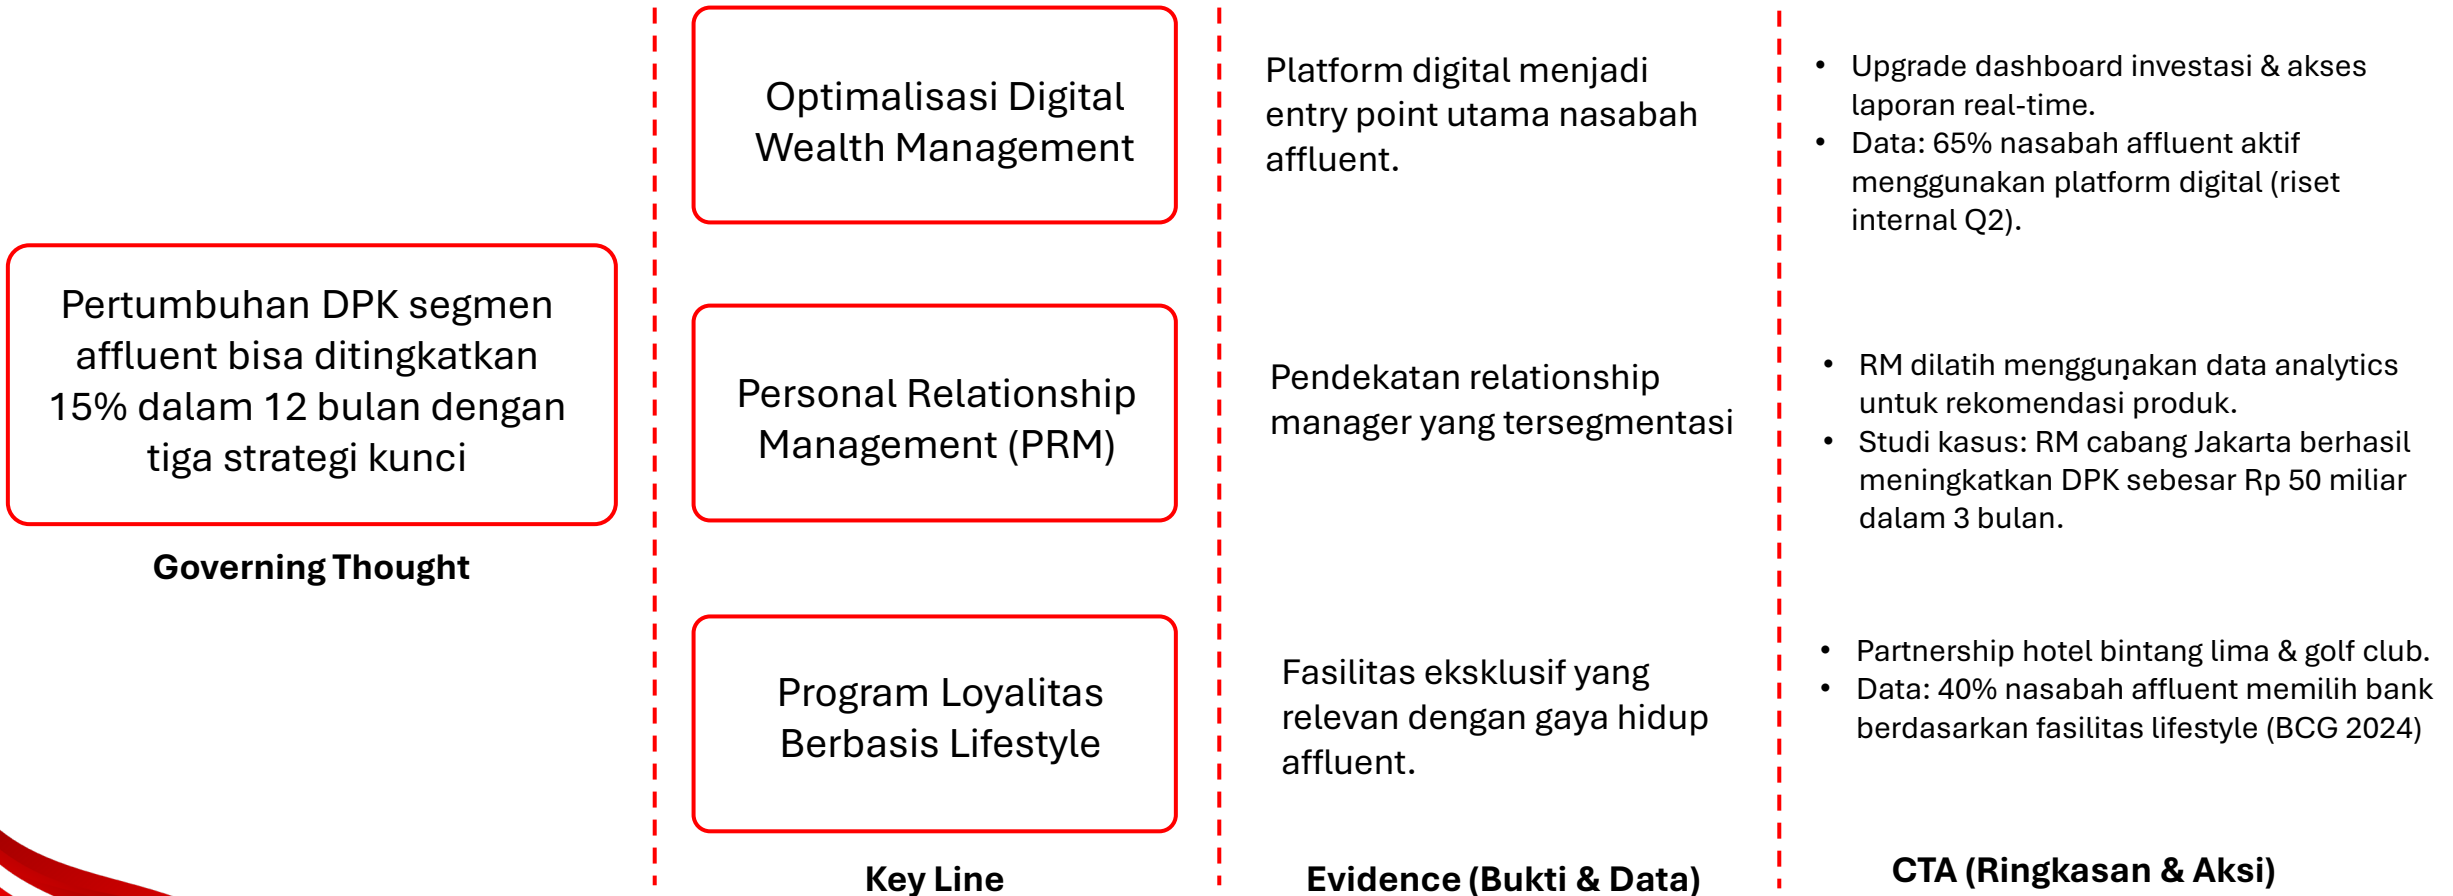 Pertumbuhan DPK segmen
affluent bisa ditingkatkan
15% dalam 12 bulan dengan
tiga strategi kunci
Governing Thought
Optimalisasi Digital
Wealth Management
Personal Relationship
Management (PRM)
Program Loyalitas
Berbasis Lifestyle
Key Line
Platform digital menjadi
entry point utama nasabah
affluent.
Pendekatan relationship
manager yang tersegmentasi
Fasilitas eksklusif yang
relevan dengan gaya hidup
affluent.
Evidence (Bukti & Data)
• Upgrade dashboard investasi & akses
laporan real-time.
• Data: 65% nasabah affluent aktif
menggunakan platform digital (riset
internal Q2).
• RM dilatih menggunakan data analytics
untuk rekomendasi produk.
• Studi kasus: RM cabang Jakarta berhasil
meningkatkan DPK sebesar Rp 50 miliar
dalam 3 bulan.
• Partnership hotel bintang lima & golf club.
• Data: 40% nasabah affluent memilih bank
berdasarkan fasilitas lifestyle (BCG 2024)
CTA (Ringkasan & Aksi)